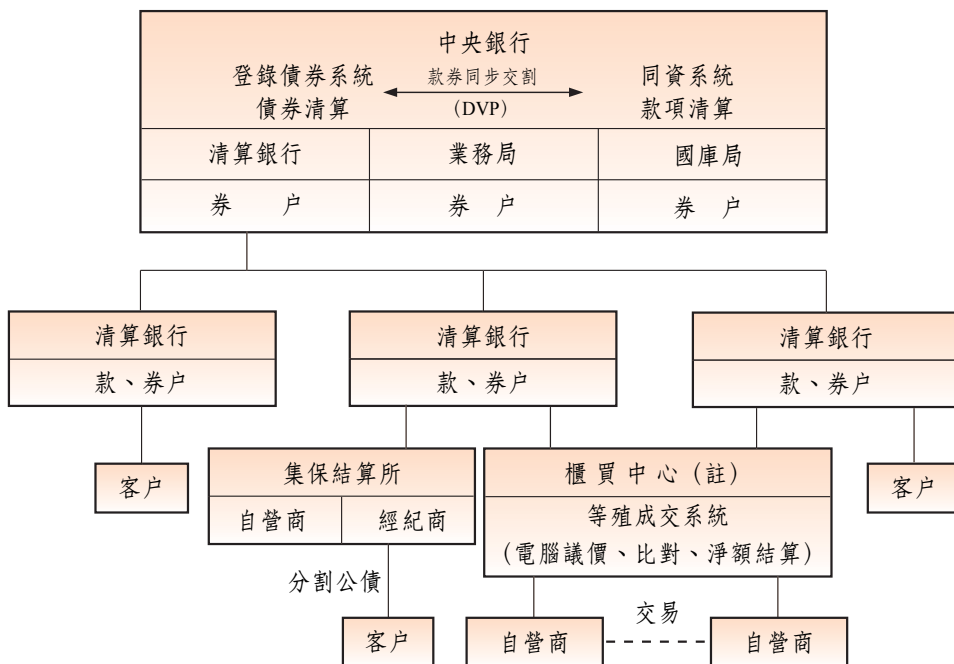 中央銀行
登錄債券系統 款券同步交割 同資系統
債券清算 (DVP) 款項清算
清算銀行 業務局 國庫局
券 戶 券 戶 券 戶
清算銀行 清算銀行 清算銀行
款、券戶 款、券戶 款、券戶
客戶 集保結算所 櫃買中心(註) 客戶
自營商 經紀商 等殖成交系統
(電腦議價、比對、淨額結算)
分割公債 交易
客戶 自營商 自營商